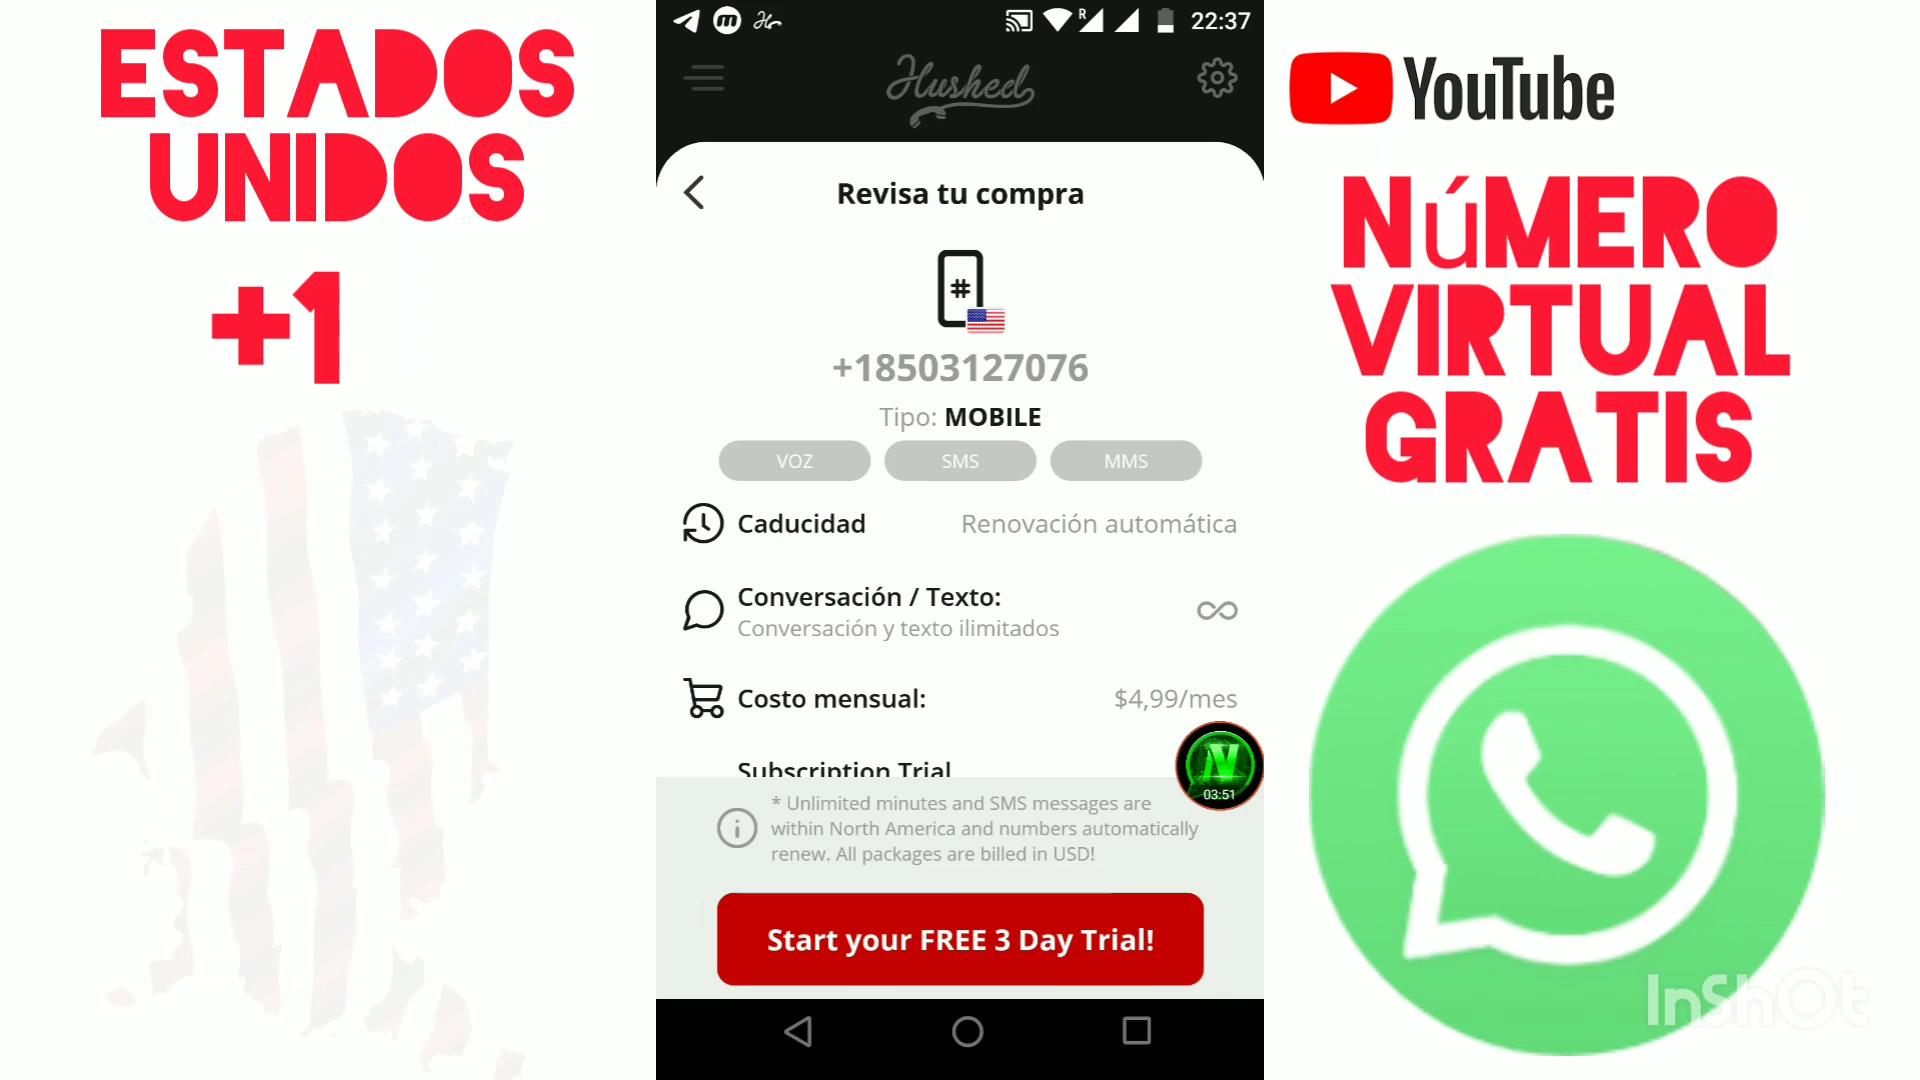 ESTADOS
UNIDOS
+1
22:37
R
Hushed
Revisa tu compra
#
+18503127076
Tipo: MOBILE
VOZ
SMS
MMS
Caducidad
Renovación automática
Conversación / Texto:
Conversación y texto ilimitados
Costo mensual:
$4,99/mes
Subscription Trial
N
03:51
* Unlimited minutes and SMS messages are
within North America and numbers automatically
renew. All packages are billed in USD!
Start your FREE 3 Day Trial!
YouTube
NúMERO
VIRTUAL
GRATIS
InShOt